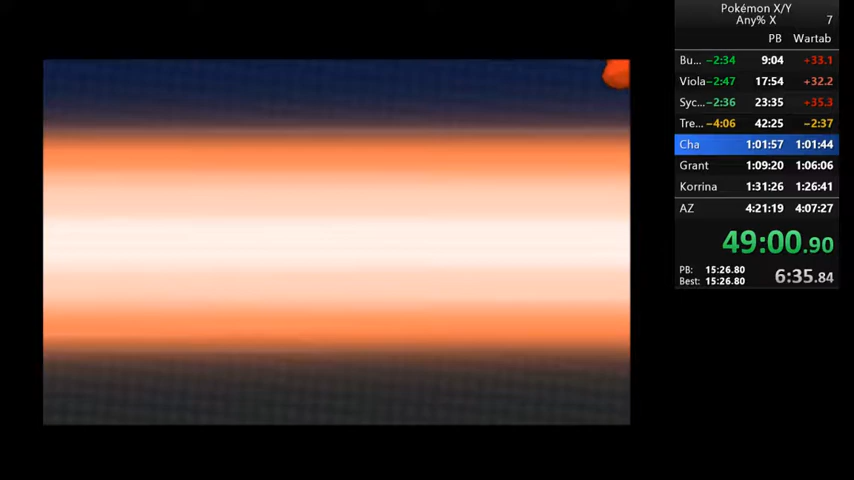 Pokémon X/Y
Any% X 7
PB Wartab
Bu... −2:34 9:04 +33.1
Viola −2:47 17:54 +32.2
Syc... −2:36 23:35 +35.3
Tre... −4:06 42:25 −2:37
Cha 1:01:57 1:01:44
Grant 1:09:20 1:06:06
Korrina 1:31:26 1:26:41
AZ 4:21:19 4:07:27
49:00.90
PB: 15:26.80 6:35.84
Best: 15:26.80